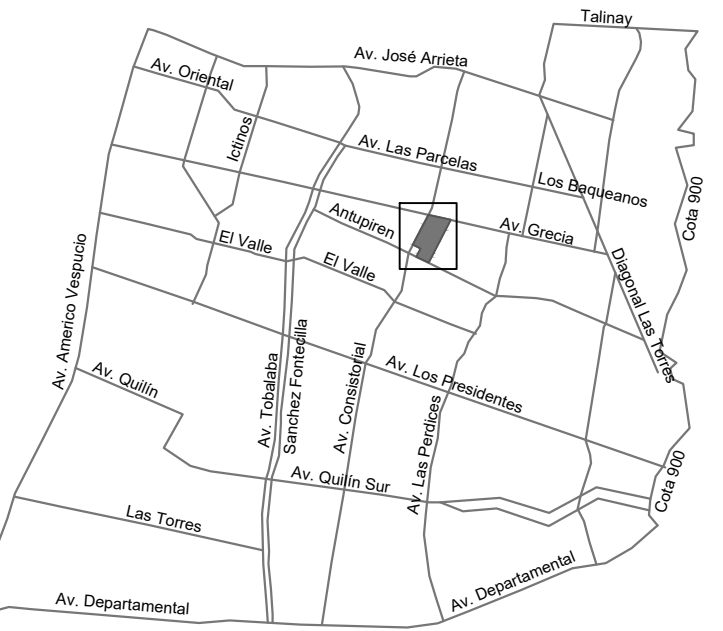 Talinay
Av. José Arrieta
Av. Oriental
Ictinos
Av. Las Parcelas
Los Baqueanos
Cota 900
Antupiren
Av. Grecia
El Valle
El Valle
Diagonal Las Torres
Av. Americo Vespucio
Av. Tobalaba
Sanchez Fontecilla
Av. Consistorial
Av. Los Presidentes
Av. Quilín
Av. Las Perdices
Av. Quilín Sur
Cota 900
Las Torres
Av. Departamental
Av. Departamental